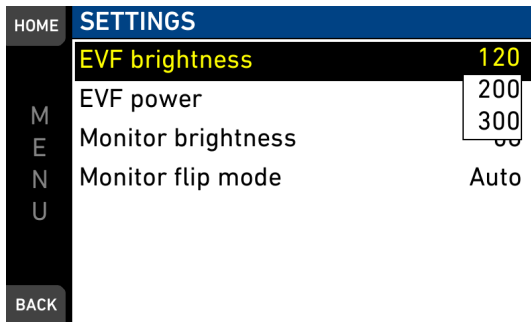 HOME
SETTINGS
EVF brightness 120
200
EVF power
300
Monitor brightness
Monitor flip mode Auto
M
E
N
U
BACK